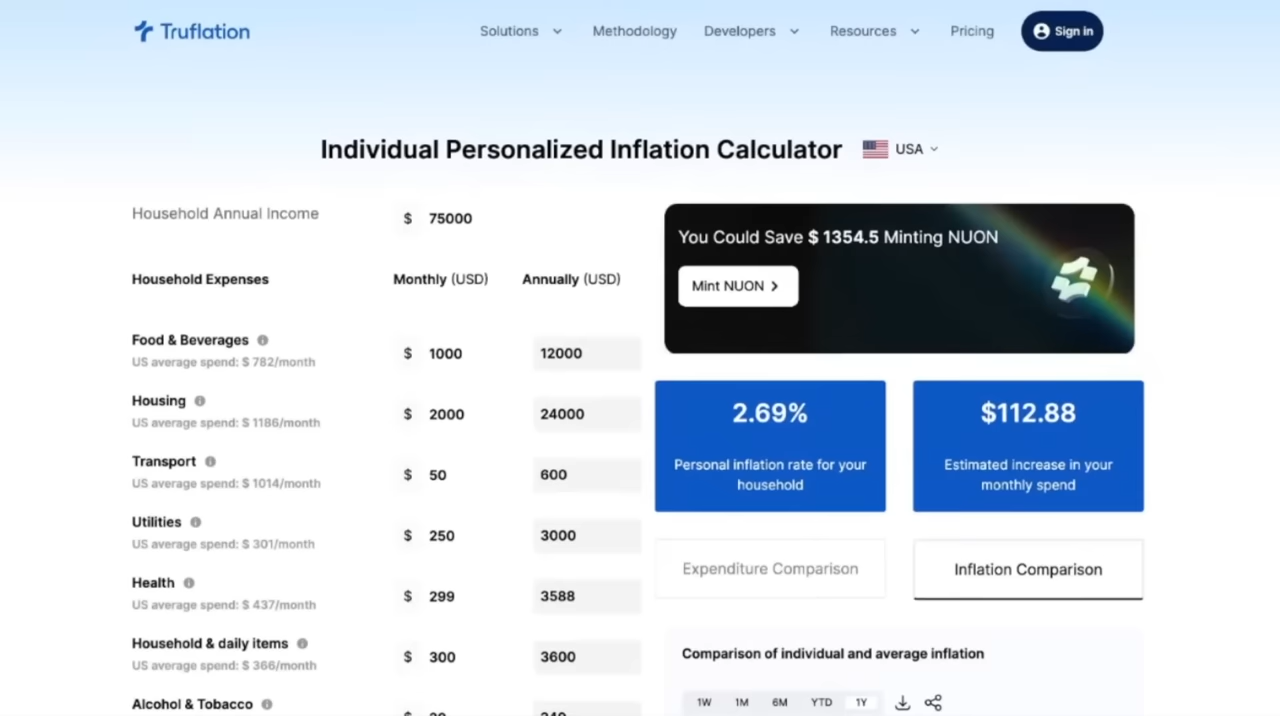 Truflation
Solutions Methodology Developers Resources Pricing Sign in
Individual Personalized Inflation Calculator USA
Household Annual Income $ 75000
Household Expenses Monthly (USD) Annually (USD)
Food & Beverages
US average spend: $ 782/month
$ 1000 12000
Housing
US average spend: $ 1186/month
$ 2000 24000
Transport
US average spend: $ 1014/month
$ 50 600
Utilities
US average spend: $ 301/month
$ 250 3000
Health
US average spend: $ 437/month
$ 299 3588
Household & daily items
US average spend: $ 366/month
$ 300 3600
Alcohol & Tobacco
You Could Save $ 1354.5 Minting NUON
Mint NUON
2.69%
Personal inflation rate for your
household
$112.88
Estimated increase in your
monthly spend
Expenditure Comparison
Inflation Comparison
Comparison of individual and average inflation
1W 1M 6M YTD 1Y